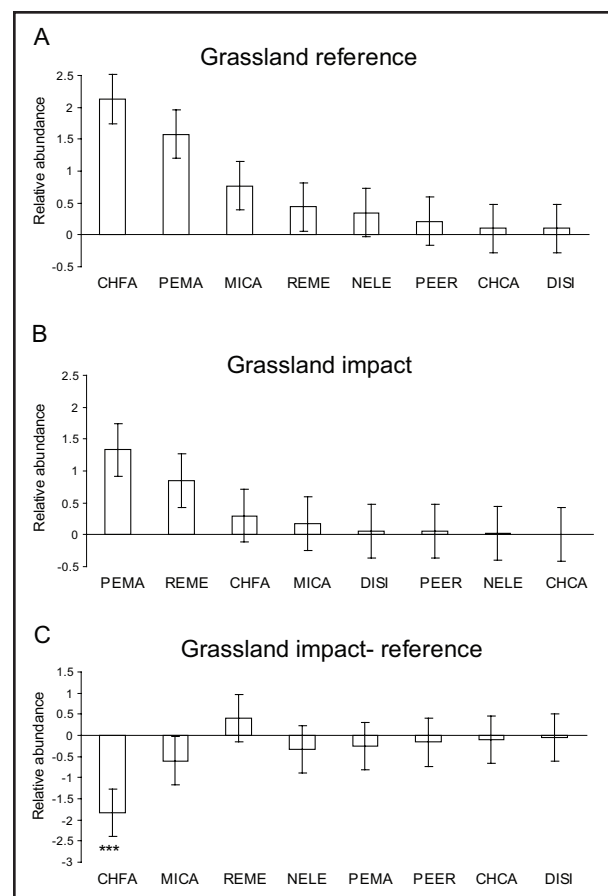 A
Grassland reference
Relative abundance
2.5
2
1.5
1
0.5
0
-0.5
CHFA PEMA MICA REME NELE PEER CHCA DISI
B
Grassland impact
Relative abundance
2.5
2
1.5
1
0.5
0
-0.5
PEMA REME CHFA MICA DISI PEER NELE CHCA
C
Grassland impact- reference
Relative abundance
1.5
1
0.5
0
-0.5
-1
-1.5
-2
-2.5
-3
***
CHFA MICA REME NELE PEMA PEER CHCA DISI